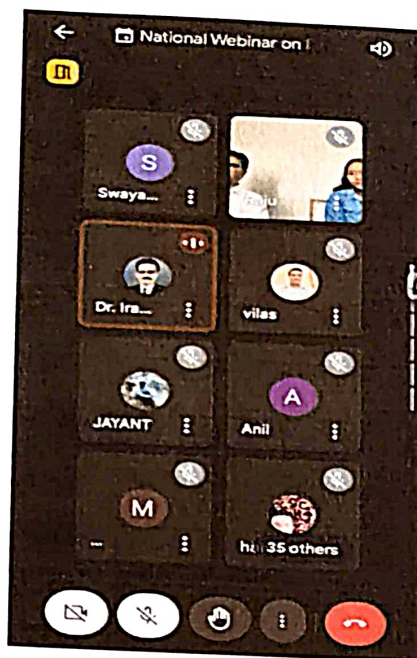 National Webinar on I
S
Swaya...
Raju
Dr. Ira...
vilas
JAYANT
A
Anil
M
...
35 others